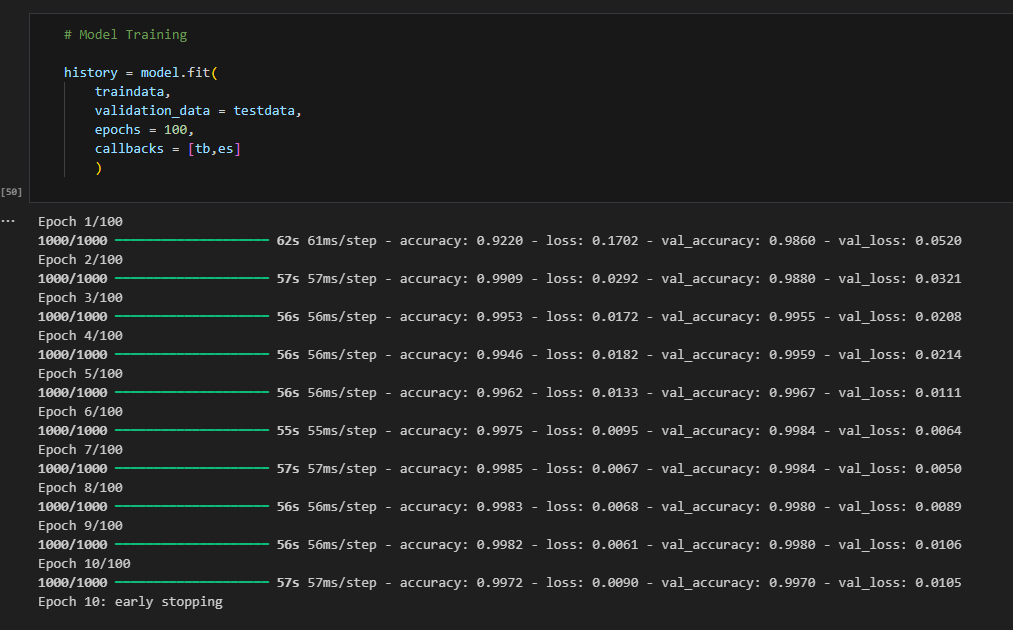 # Model Training
history = model.fit(
traindata,
validation_data = testdata,
epochs = 100,
callbacks = [tb,es]
)
[50]
...
Epoch 1/100
1000/1000 ━━━━━━━━━━━━━━━━━━━━ 62s 61ms/step - accuracy: 0.9220 - loss: 0.1702 - val_accuracy: 0.9860 - val_loss: 0.0520
Epoch 2/100
1000/1000 ━━━━━━━━━━━━━━━━━━━━ 57s 57ms/step - accuracy: 0.9909 - loss: 0.0292 - val_accuracy: 0.9880 - val_loss: 0.0321
Epoch 3/100
1000/1000 ━━━━━━━━━━━━━━━━━━━━ 56s 56ms/step - accuracy: 0.9953 - loss: 0.0172 - val_accuracy: 0.9955 - val_loss: 0.0208
Epoch 4/100
1000/1000 ━━━━━━━━━━━━━━━━━━━━ 56s 56ms/step - accuracy: 0.9946 - loss: 0.0182 - val_accuracy: 0.9959 - val_loss: 0.0214
Epoch 5/100
1000/1000 ━━━━━━━━━━━━━━━━━━━━ 56s 56ms/step - accuracy: 0.9962 - loss: 0.0133 - val_accuracy: 0.9967 - val_loss: 0.0111
Epoch 6/100
1000/1000 ━━━━━━━━━━━━━━━━━━━━ 55s 55ms/step - accuracy: 0.9975 - loss: 0.0095 - val_accuracy: 0.9984 - val_loss: 0.0064
Epoch 7/100
1000/1000 ━━━━━━━━━━━━━━━━━━━━ 57s 57ms/step - accuracy: 0.9985 - loss: 0.0067 - val_accuracy: 0.9984 - val_loss: 0.0050
Epoch 8/100
1000/1000 ━━━━━━━━━━━━━━━━━━━━ 56s 56ms/step - accuracy: 0.9983 - loss: 0.0068 - val_accuracy: 0.9980 - val_loss: 0.0089
Epoch 9/100
1000/1000 ━━━━━━━━━━━━━━━━━━━━ 56s 56ms/step - accuracy: 0.9982 - loss: 0.0061 - val_accuracy: 0.9980 - val_loss: 0.0106
Epoch 10/100
1000/1000 ━━━━━━━━━━━━━━━━━━━━ 57s 57ms/step - accuracy: 0.9972 - loss: 0.0090 - val_accuracy: 0.9970 - val_loss: 0.0105
Epoch 10: early stopping